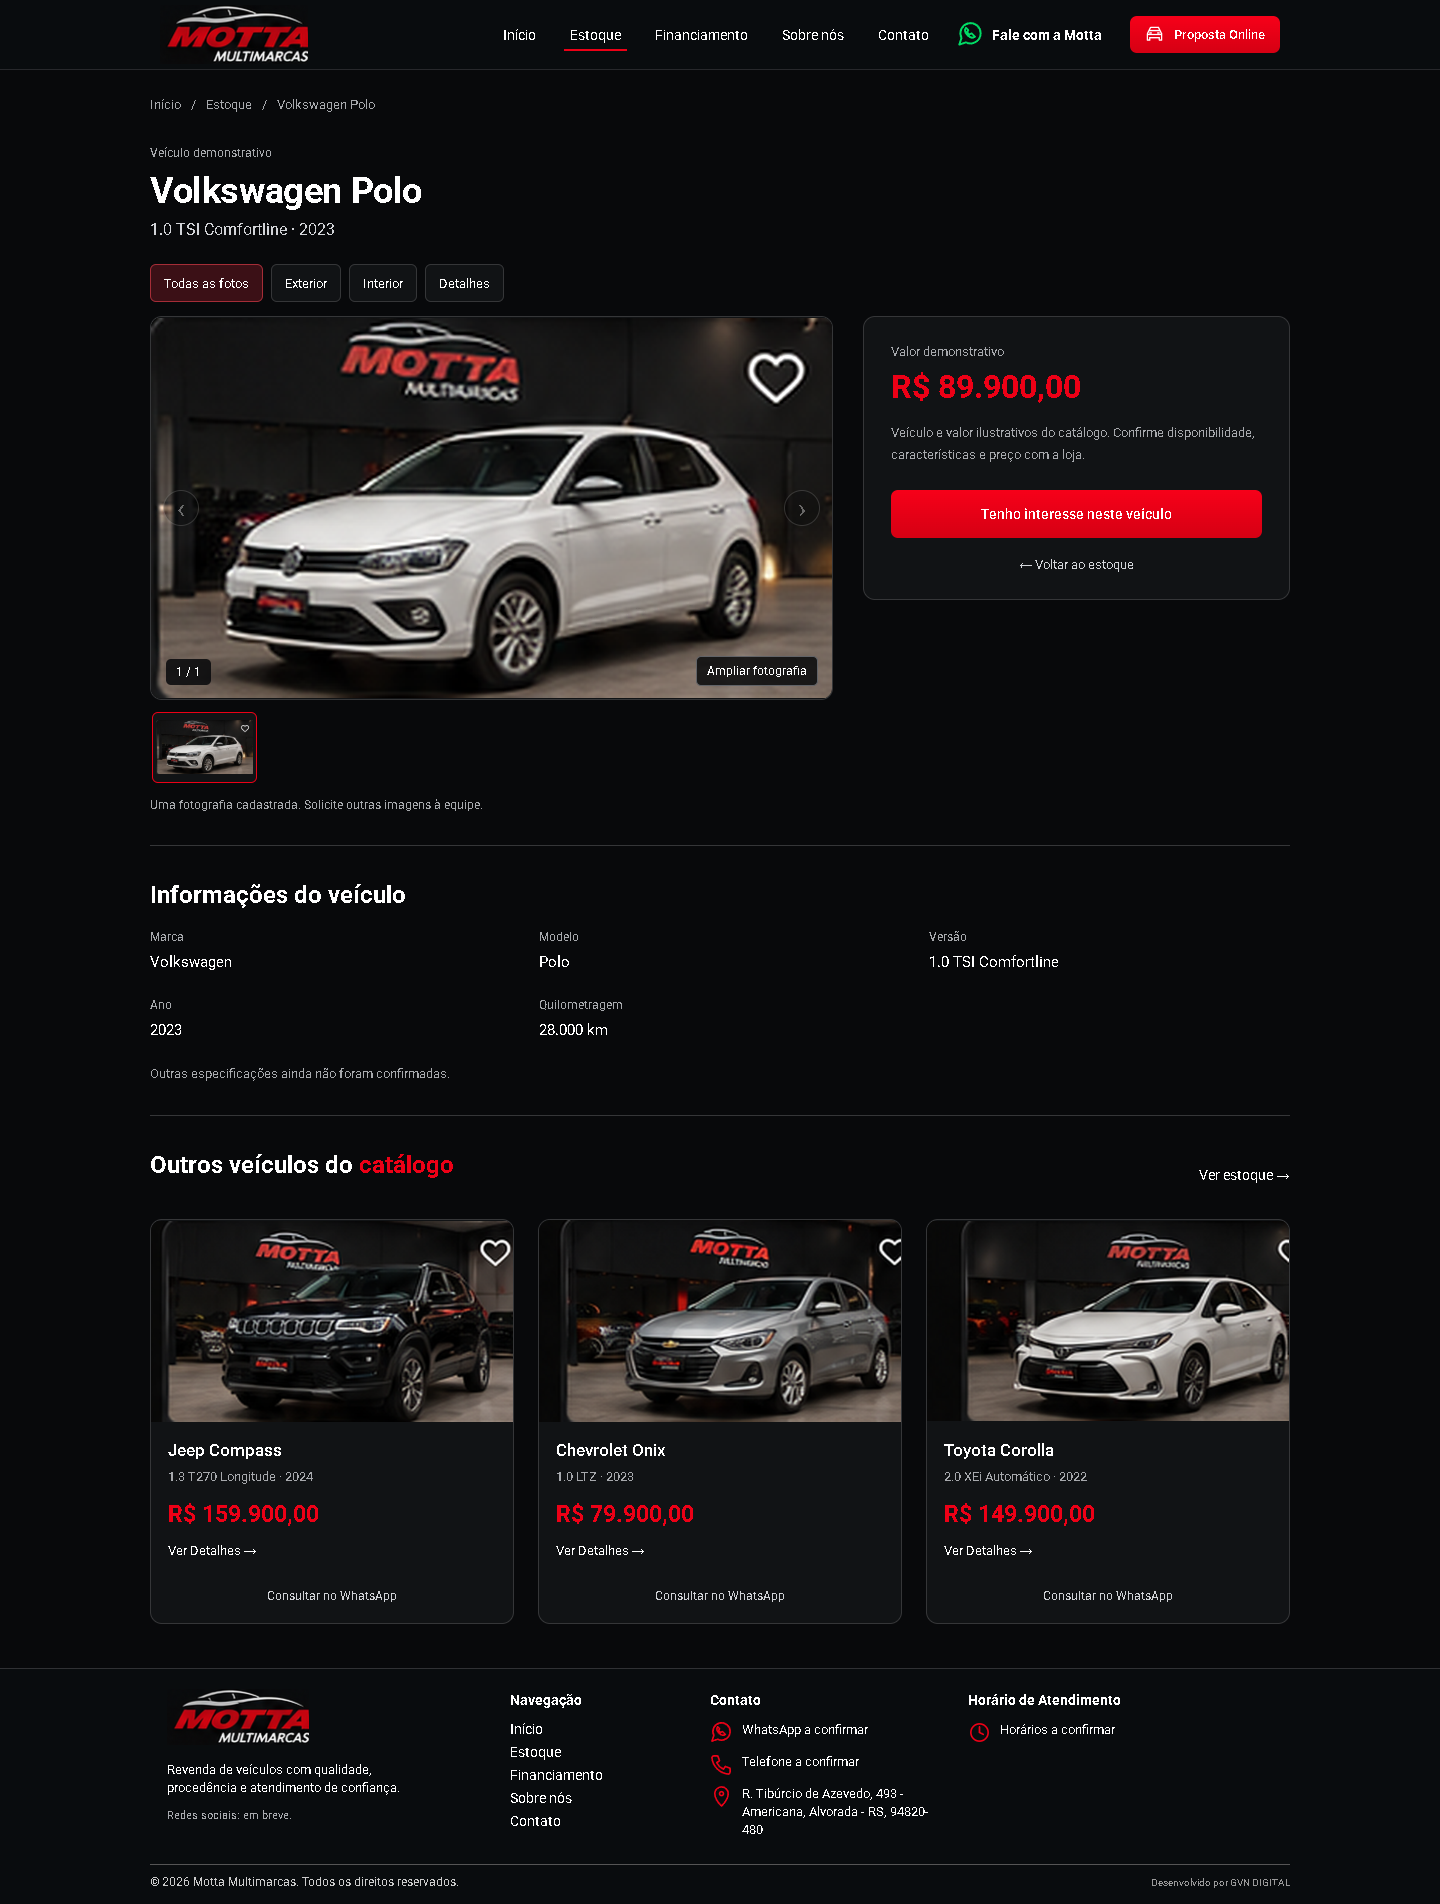 MOTTA
MULTIMARCAS
Início
Estoque
Financiamento
Sobre nós
Contato
Fale com a Motta
Proposta Online
Início / Estoque / Volkswagen Polo
Veículo demonstrativo
Volkswagen Polo
1.0 TSI Comfortline · 2023
Todas as fotos
Exterior
Interior
Detalhes
MOTTA
MULTIMARCAS
‹
›
1 / 1
Ampliar fotografia
Valor demonstrativo
R$ 89.900,00
Veículo e valor ilustrativos do catálogo. Confirme disponibilidade,
características e preço com a loja.
Tenho interesse neste veículo
← Voltar ao estoque
MOTTA
Uma fotografia cadastrada. Solicite outras imagens à equipe.
Informações do veículo
Marca
Volkswagen
Modelo
Polo
Versão
1.0 TSI Comfortline
Ano
2023
Quilometragem
28.000 km
Outras especificações ainda não foram confirmadas.
Outros veículos do catálogo
Ver estoque →
MOTTA
MULTIMARCAS
Jeep Compass
1.3 T270 Longitude · 2024
R$ 159.900,00
Ver Detalhes →
Consultar no WhatsApp
MOTTA
MULTIMARCAS
Chevrolet Onix
1.0 LTZ · 2023
R$ 79.900,00
Ver Detalhes →
Consultar no WhatsApp
MOTTA
MULTIMARCAS
Toyota Corolla
2.0 XEi Automático · 2022
R$ 149.900,00
Ver Detalhes →
Consultar no WhatsApp
MOTTA
MULTIMARCAS
Revenda de veículos com qualidade,
procedência e atendimento de confiança.
Redes sociais: em breve.
Navegação
Início
Estoque
Financiamento
Sobre nós
Contato
Contato
WhatsApp a confirmar
Telefone a confirmar
R. Tibúrcio de Azevedo, 493 -
Americana, Alvorada - RS, 94820-
480
Horário de Atendimento
Horários a confirmar
© 2026 Motta Multimarcas. Todos os direitos reservados.
Desenvolvido por GVN DIGITAL